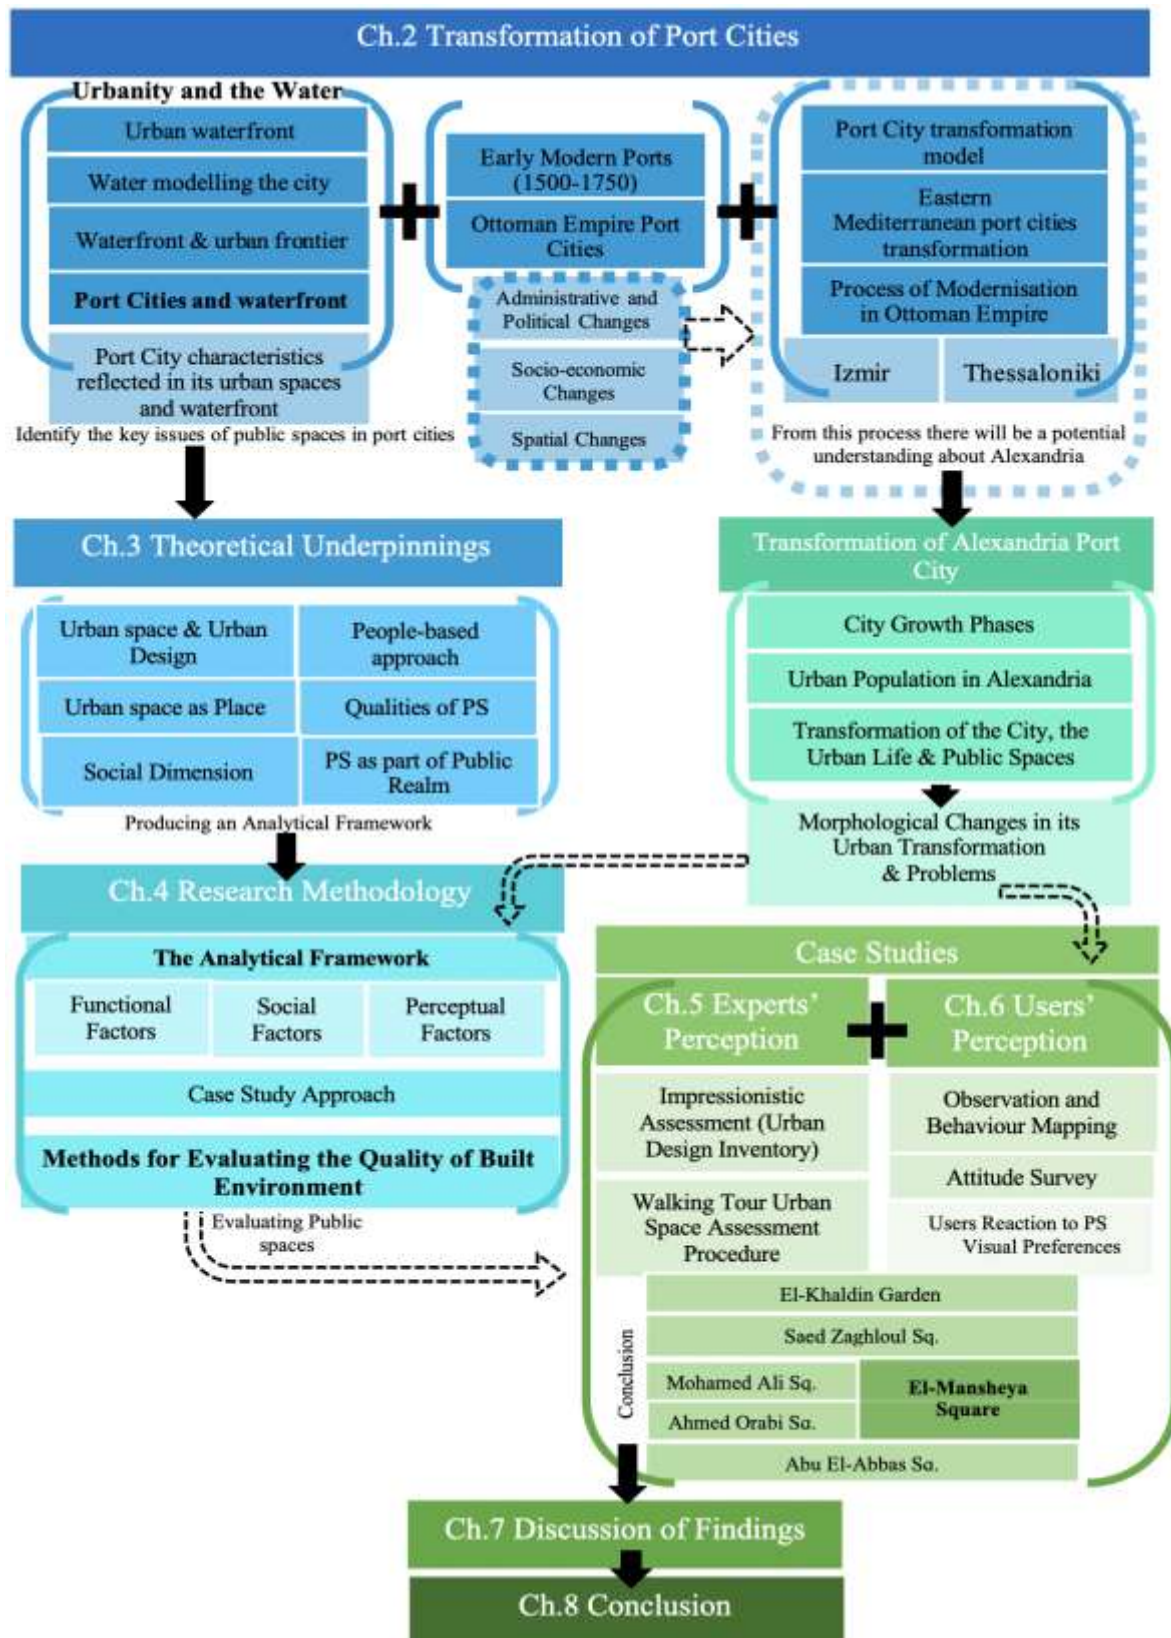 Ch.2 Transformation of Port Cities
Urbanity and the Water
Urban waterfront
Water modelling the city
Waterfront & urban frontier
Port Cities and waterfront
Port City characteristics
reflected in its urban spaces
and waterfront
Identify the key issues of public spaces in port cities
Early Modern Ports
(1500-1750)
Ottoman Empire Port
Cities
Administrative and
Political Changes
Socio-economic
Changes
Spatial Changes
Port City transformation
model
Eastern
Mediterranean port cities
transformation
Process of Modernisation
in Ottoman Empire
Izmir
Thessaloniki
From this process there will be a potential
understanding about Alexandria
Ch.3 Theoretical Underpinnings
Urban space & Urban
Design
People-based
approach
Urban space as Place
Qualities of PS
Social Dimension
PS as part of Public
Realm
Producing an Analytical Framework
Transformation of Alexandria Port
City
City Growth Phases
Urban Population in Alexandria
Transformation of the City, the
Urban Life & Public Spaces
Morphological Changes in its
Urban Transformation
& Problems
Ch.4 Research Methodology
The Analytical Framework
Functional
Factors
Social
Factors
Perceptual
Factors
Case Study Approach
Methods for Evaluating the Quality of Built
Environment
Evaluating Public
spaces
Case Studies
Ch.5 Experts’
Perception
Ch.6 Users’
Perception
Impressionistic
Assessment (Urban
Design Inventory)
Walking Tour Urban
Space Assessment
Procedure
Observation and
Behaviour Mapping
Attitude Survey
Users Reaction to PS
Visual Preferences
El-Khaldin Garden
Saed Zaghloul Sq.
Mohamed Ali Sq.
Ahmed Orabi Sq.
El-Mansheya
Square
Abu El-Abbas Sq.
Conclusion
Ch.7 Discussion of Findings
Ch.8 Conclusion